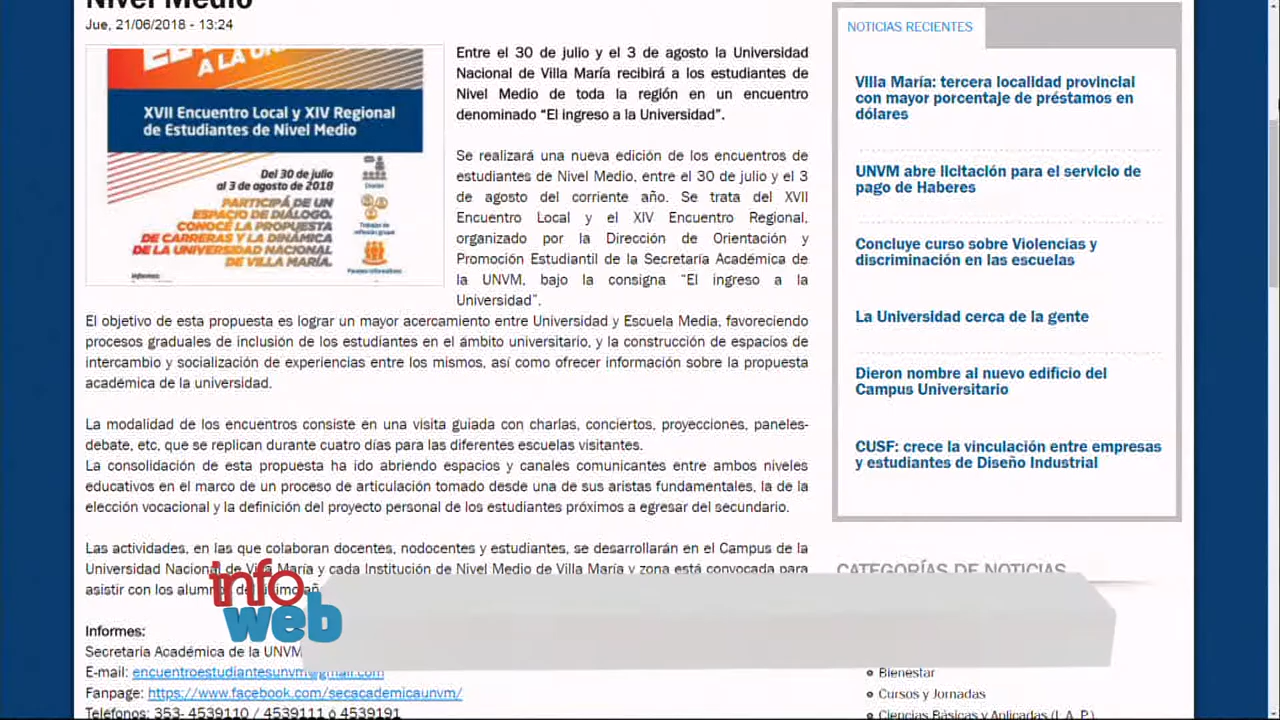 Nivel Medio
Jue, 21/06/2018 - 13:24
A LA
XVII Encuentro Local y XIV Regional
de Estudiantes de Nivel Medio
Del 30 de julio
al 3 de agosto de 2018
PARTICIPÁ DE UN
ESPACIO DE DIÁLOGO.
CONOCÉ LA PROPUESTA
DE CARRERAS Y LA DINÁMICA
DE LA UNIVERSIDAD NACIONAL
DE VILLA MARÍA.
Informes:
Charlas
Trabajos de
reflexión grupal
Paneles informativos
Entre el 30 de julio y el 3 de agosto la Universidad
Nacional de Villa María recibirá a los estudiantes de
Nivel Medio de toda la región en un encuentro
denominado “El ingreso a la Universidad”.
Se realizará una nueva edición de los encuentros de
estudiantes de Nivel Medio, entre el 30 de julio y el 3
de agosto del corriente año. Se trata del XVII
Encuentro Local y el XIV Encuentro Regional,
organizado por la Dirección de Orientación y
Promoción Estudiantil de la Secretaría Académica de
la UNVM, bajo la consigna “El ingreso a la
Universidad”.
El objetivo de esta propuesta es lograr un mayor acercamiento entre Universidad y Escuela Media, favoreciendo
procesos graduales de inclusión de los estudiantes en el ámbito universitario, y la construcción de espacios de
intercambio y socialización de experiencias entre los mismos, así como ofrecer información sobre la propuesta
académica de la universidad.
La modalidad de los encuentros consiste en una visita guiada con charlas, conciertos, proyecciones, paneles-
debate, etc, que se replican durante cuatro días para las diferentes escuelas visitantes.
La consolidación de esta propuesta ha ido abriendo espacios y canales comunicantes entre ambos niveles
educativos en el marco de un proceso de articulación tomado desde una de sus aristas fundamentales, la de la
elección vocacional y la definición del proyecto personal de los estudiantes próximos a egresar del secundario.
Las actividades, en las que colaboran docentes, nodocentes y estudiantes, se desarrollarán en el Campus de la
Universidad Nacional de Villa María y cada Institución de Nivel Medio de Villa María y zona está convocada para
asistir con los alumnos de
info
web
Informes:
Secretaría Académica de la UNVM
E-mail: encuentroestudiantesunvm@gmail.com
Fanpage: https://www.facebook.com/secacademicaunvm/
Teléfonos: 353- 4539110 / 4539111 ó 4539191
NOTICIAS RECIENTES
Villa María: tercera localidad provincial
con mayor porcentaje de préstamos en
dólares
UNVM abre licitación para el servicio de
pago de Haberes
Concluye curso sobre Violencias y
discriminación en las escuelas
La Universidad cerca de la gente
Dieron nombre al nuevo edificio del
Campus Universitario
CUSF: crece la vinculación entre empresas
y estudiantes de Diseño Industrial
CATEGORÍAS DE NOTICIAS
Bienestar
Cursos y Jornadas
Ciencias Básicas y Aplicadas (I.A.P.)